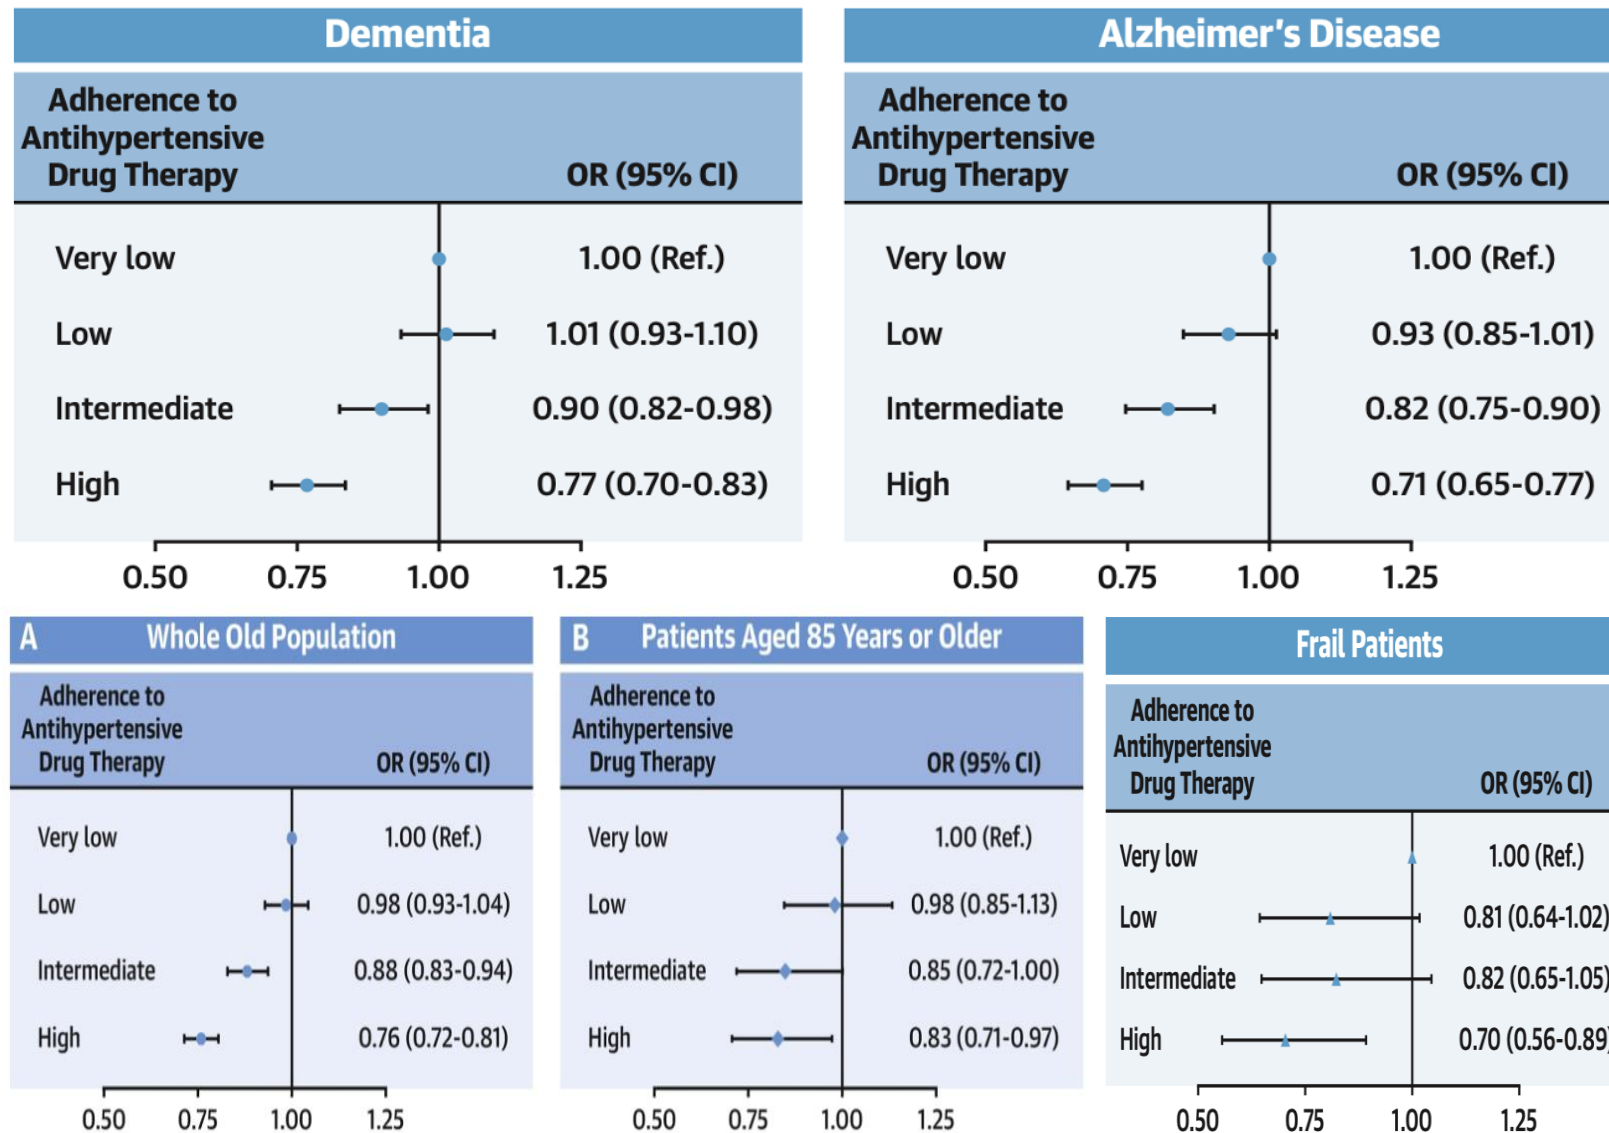 Dementia
Adherence to
Antihypertensive
Drug Therapy
OR (95% CI)
Very low
1.00 (Ref.)
Low
1.01 (0.93-1.10)
Intermediate
0.90 (0.82-0.98)
High
0.77 (0.70-0.83)
0.50 0.75 1.00 1.25
Alzheimer's Disease
Adherence to
Antihypertensive
Drug Therapy
OR (95% CI)
Very low
1.00 (Ref.)
Low
0.93 (0.85-1.01)
Intermediate
0.82 (0.75-0.90)
High
0.71 (0.65-0.77)
0.50 0.75 1.00 1.25
A Whole Old Population
Adherence to
Antihypertensive
Drug Therapy
OR (95% CI)
Very low
1.00 (Ref.)
Low
0.98 (0.93-1.04)
Intermediate
0.88 (0.83-0.94)
High
0.76 (0.72-0.81)
0.50 0.75 1.00 1.25
B Patients Aged 85 Years or Older
Adherence to
Antihypertensive
Drug Therapy
OR (95% CI)
Very low
1.00 (Ref.)
Low
0.98 (0.85-1.13)
Intermediate
0.85 (0.72-1.00)
High
0.83 (0.71-0.97)
0.50 0.75 1.00 1.25
Frail Patients
Adherence to
Antihypertensive
Drug Therapy
OR (95% CI)
Very low
1.00 (Ref.)
Low
0.81 (0.64-1.02)
Intermediate
0.82 (0.65-1.05)
High
0.70 (0.56-0.89)
0.50 0.75 1.00 1.25